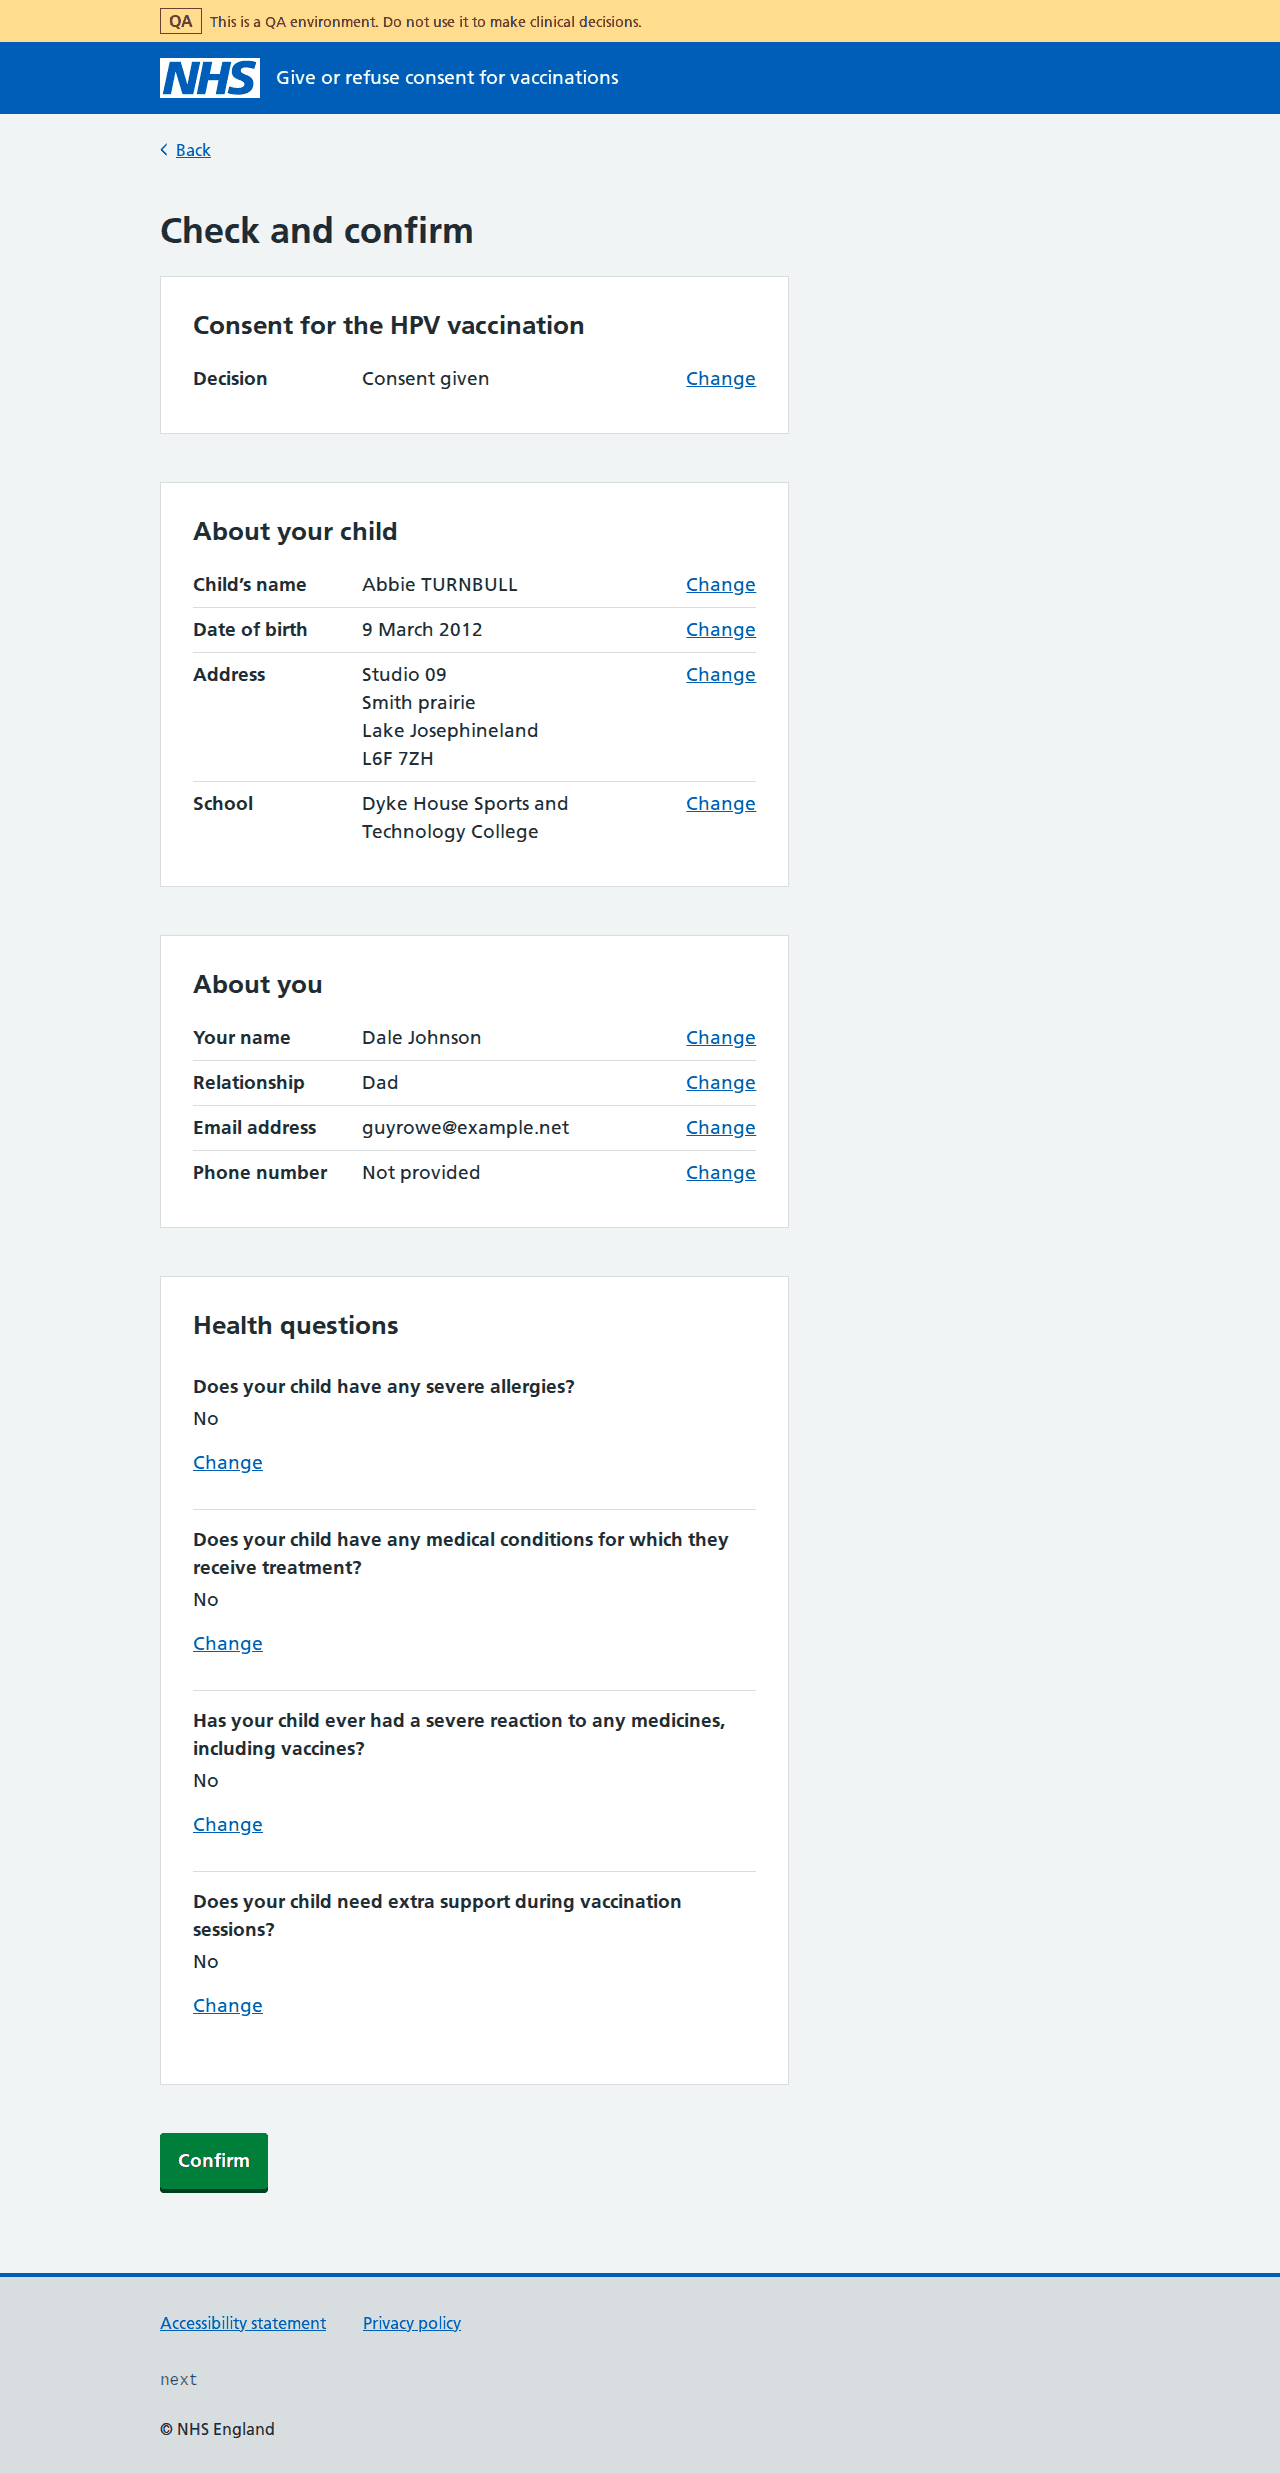 QA This is a QA environment. Do not use it to make clinical decisions.
NHS Give or refuse consent for vaccinations
Back
Check and confirm
Consent for the HPV vaccination
Decision Consent given Change
About your child
Child’s name Abbie TURNBULL Change
Date of birth 9 March 2012 Change
Address Studio 09 Change
Smith prairie
Lake Josephineland
L6F 7ZH
School Dyke House Sports and Change
Technology College
About you
Your name Dale Johnson Change
Relationship Dad Change
Email address guyrowe@example.net Change
Phone number Not provided Change
Health questions
Does your child have any severe allergies?
No
Change
Does your child have any medical conditions for which they
receive treatment?
No
Change
Has your child ever had a severe reaction to any medicines,
including vaccines?
No
Change
Does your child need extra support during vaccination
sessions?
No
Change
Confirm
Accessibility statement Privacy policy
next
© NHS England